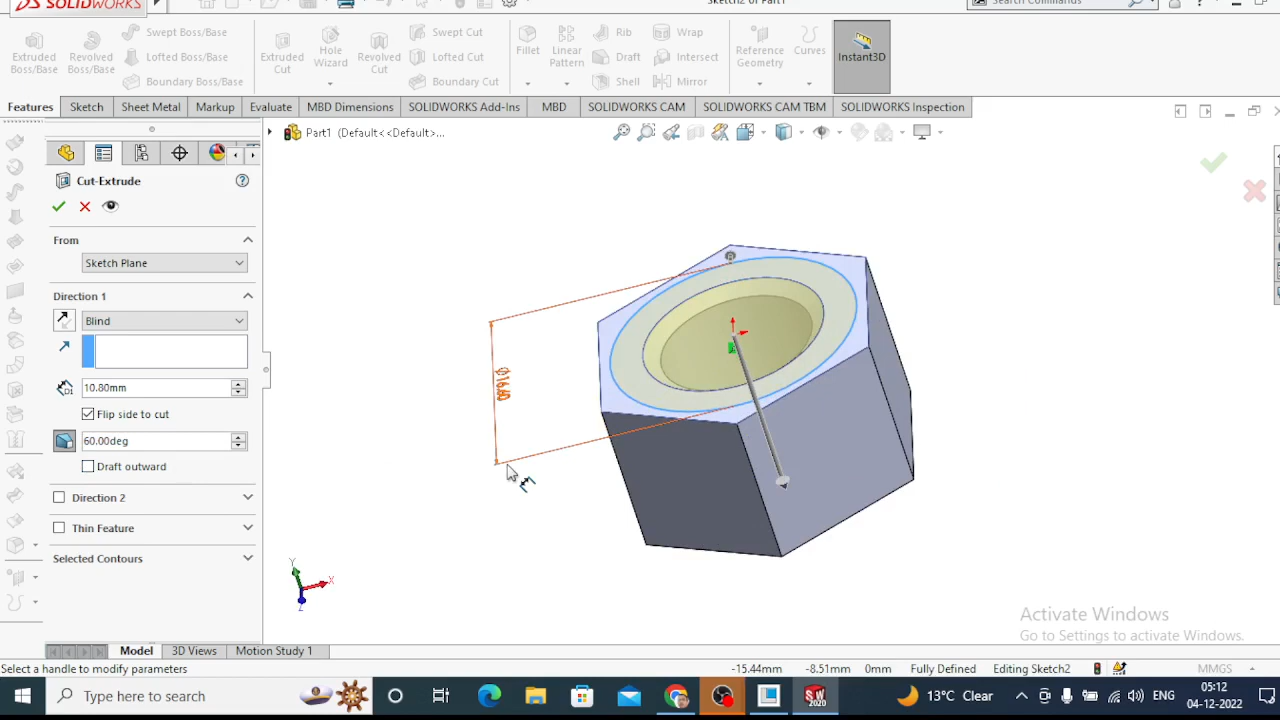 SOLIDWORKS
Sketch2 of Part1
Search Commands
Extruded Boss/Base
Revolved Boss/Base
Swept Boss/Base
Lofted Boss/Base
Boundary Boss/Base
Extruded Cut
Hole Wizard
Revolved Cut
Swept Cut
Lofted Cut
Boundary Cut
Fillet
Linear Pattern
Rib
Draft
Shell
Wrap
Intersect
Mirror
Reference Geometry
Curves
Instant3D
Features Sketch Sheet Metal Markup Evaluate MBD Dimensions SOLIDWORKS Add-Ins MBD SOLIDWORKS CAM SOLIDWORKS CAM TBM SOLIDWORKS Inspection
Part1 (Default<<Default>...
Cut-Extrude
From
Sketch Plane
Direction 1
Blind
10.80mm
Flip side to cut
60.00deg
Draft outward
Direction 2
Thin Feature
Selected Contours
Ø16.60
Y
X
Z
Activate Windows
Go to Settings to activate Windows.
Model 3D Views Motion Study 1
Select a handle to modify parameters -15.44mm -8.51mm 0mm Fully Defined Editing Sketch2 MMGS
Type here to search
SW
2020
13°C Clear
ENG
05:12
04-12-2022